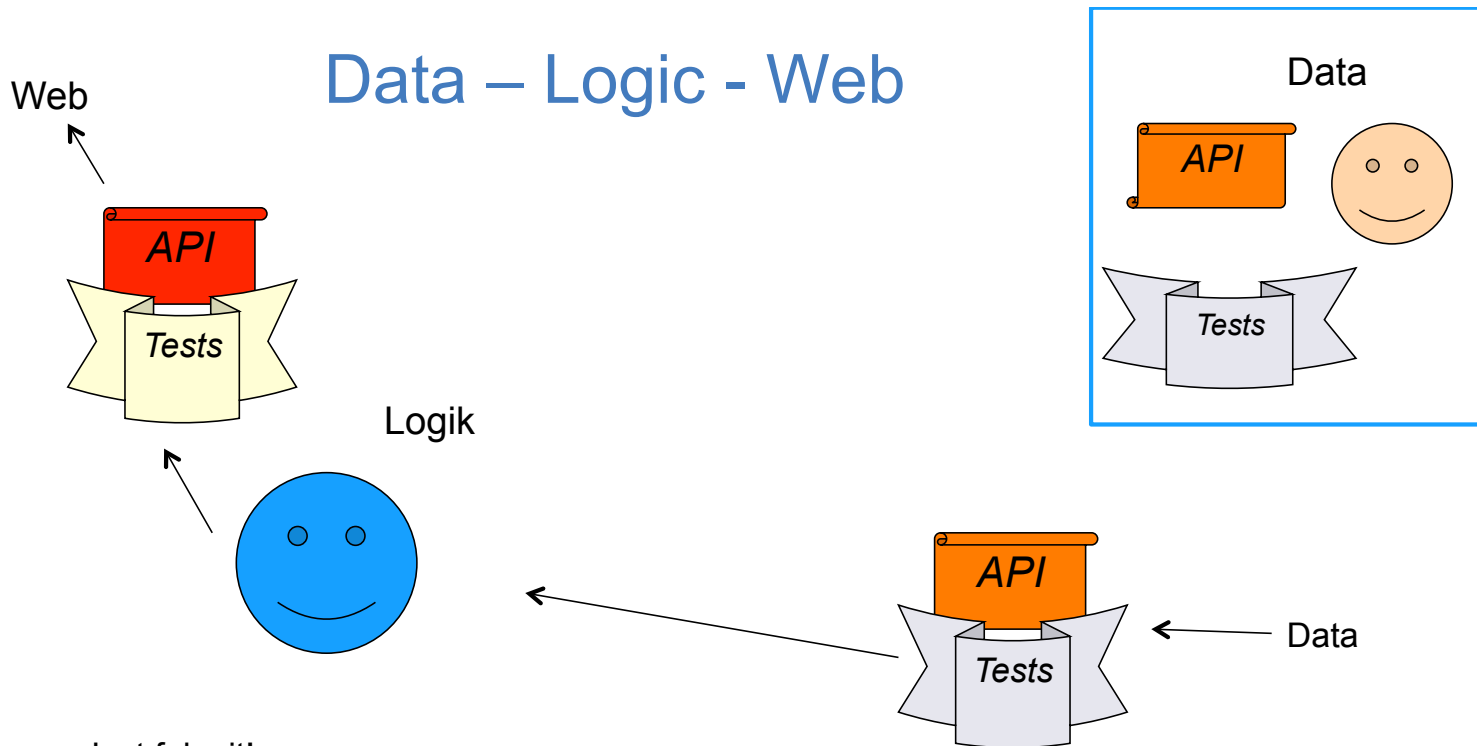 Data – Logic - Web
Web
API
Tests
Logik
API
Tests
Data
Data
API
Tests